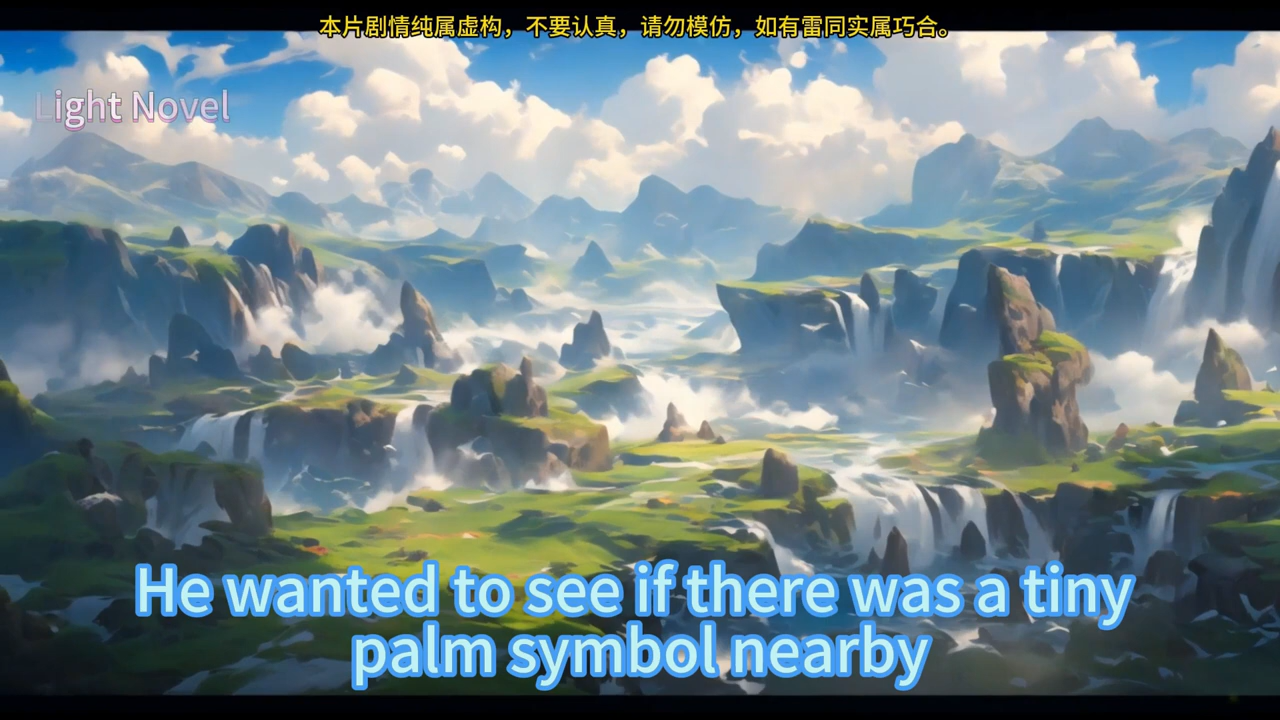 本片剧情纯属虚构，不要认真，请勿模仿，如有雷同实属巧合。
Light Novel
He wanted to see if there was a tiny
palm symbol nearby